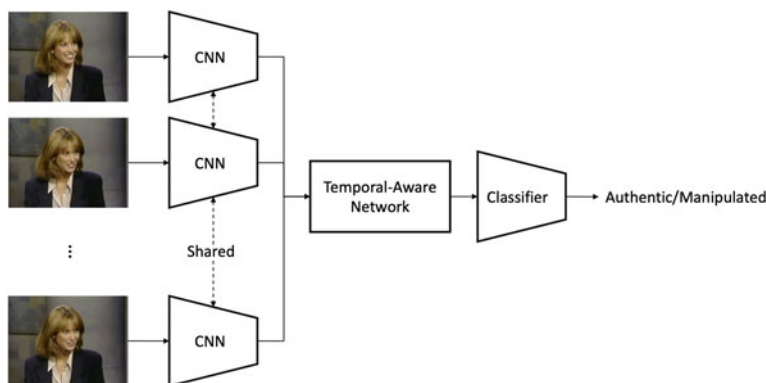 CNN
CNN
Temporal-Aware
Network
Classifier
Authentic/Manipulated
Shared
CNN